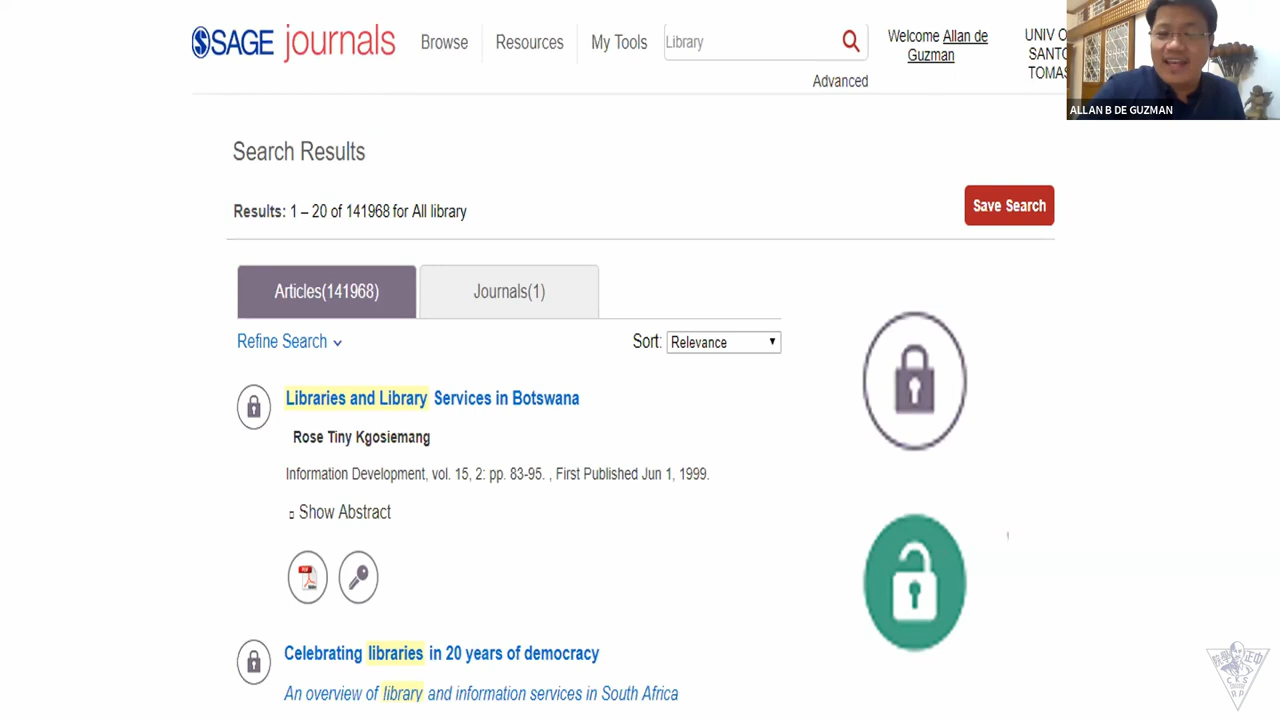 SAGE journals
Browse
Resources
My Tools
Library
Advanced
Welcome Allan de
Guzman
UNIV O
SANTO
TOMAS
ALLAN B DE GUZMAN
Search Results
Results: 1 – 20 of 141968 for All library
Save Search
Articles(141968)
Journals(1)
Refine Search
Sort: Relevance
Libraries and Library Services in Botswana
Rose Tiny Kgosiemang
Information Development, vol. 15, 2: pp. 83-95. , First Published Jun 1, 1999.
Show Abstract
PDF
Celebrating libraries in 20 years of democracy
An overview of library and information services in South Africa